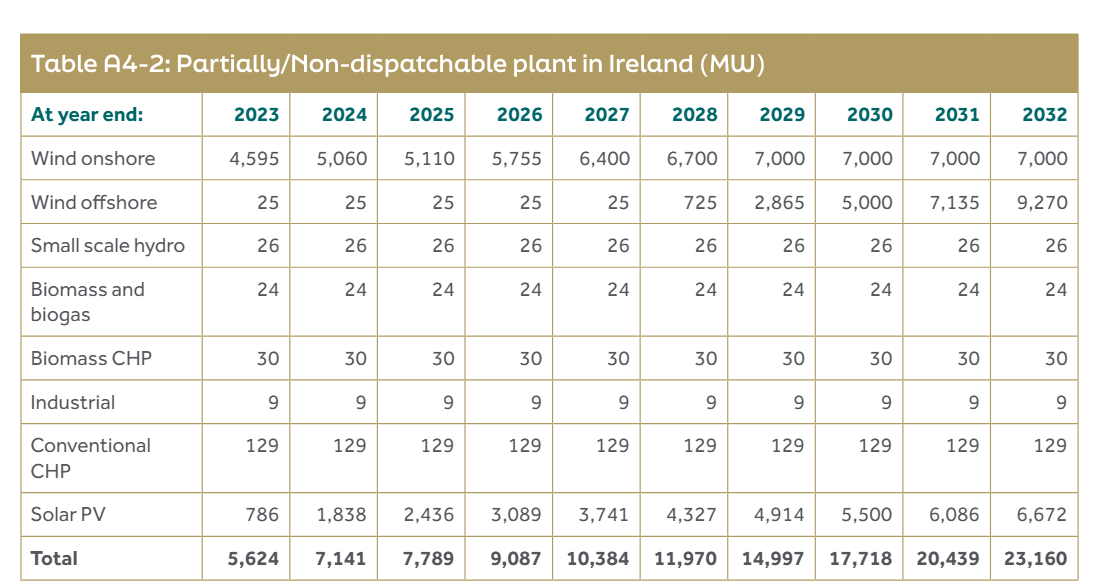 Table A4-2: Partially/Non-dispatchable plant in Ireland (MW)
At year end: 2023 2024 2025 2026 2027 2028 2029 2030 2031 2032
Wind onshore 4,595 5,060 5,110 5,755 6,400 6,700 7,000 7,000 7,000 7,000
Wind offshore 25 25 25 25 25 725 2,865 5,000 7,135 9,270
Small scale hydro 26 26 26 26 26 26 26 26 26 26
Biomass and 24 24 24 24 24 24 24 24 24 24
biogas
Biomass CHP 30 30 30 30 30 30 30 30 30 30
Industrial 9 9 9 9 9 9 9 9 9 9
Conventional 129 129 129 129 129 129 129 129 129 129
CHP
Solar PV 786 1,838 2,436 3,089 3,741 4,327 4,914 5,500 6,086 6,672
Total 5,624 7,141 7,789 9,087 10,384 11,970 14,997 17,718 20,439 23,160